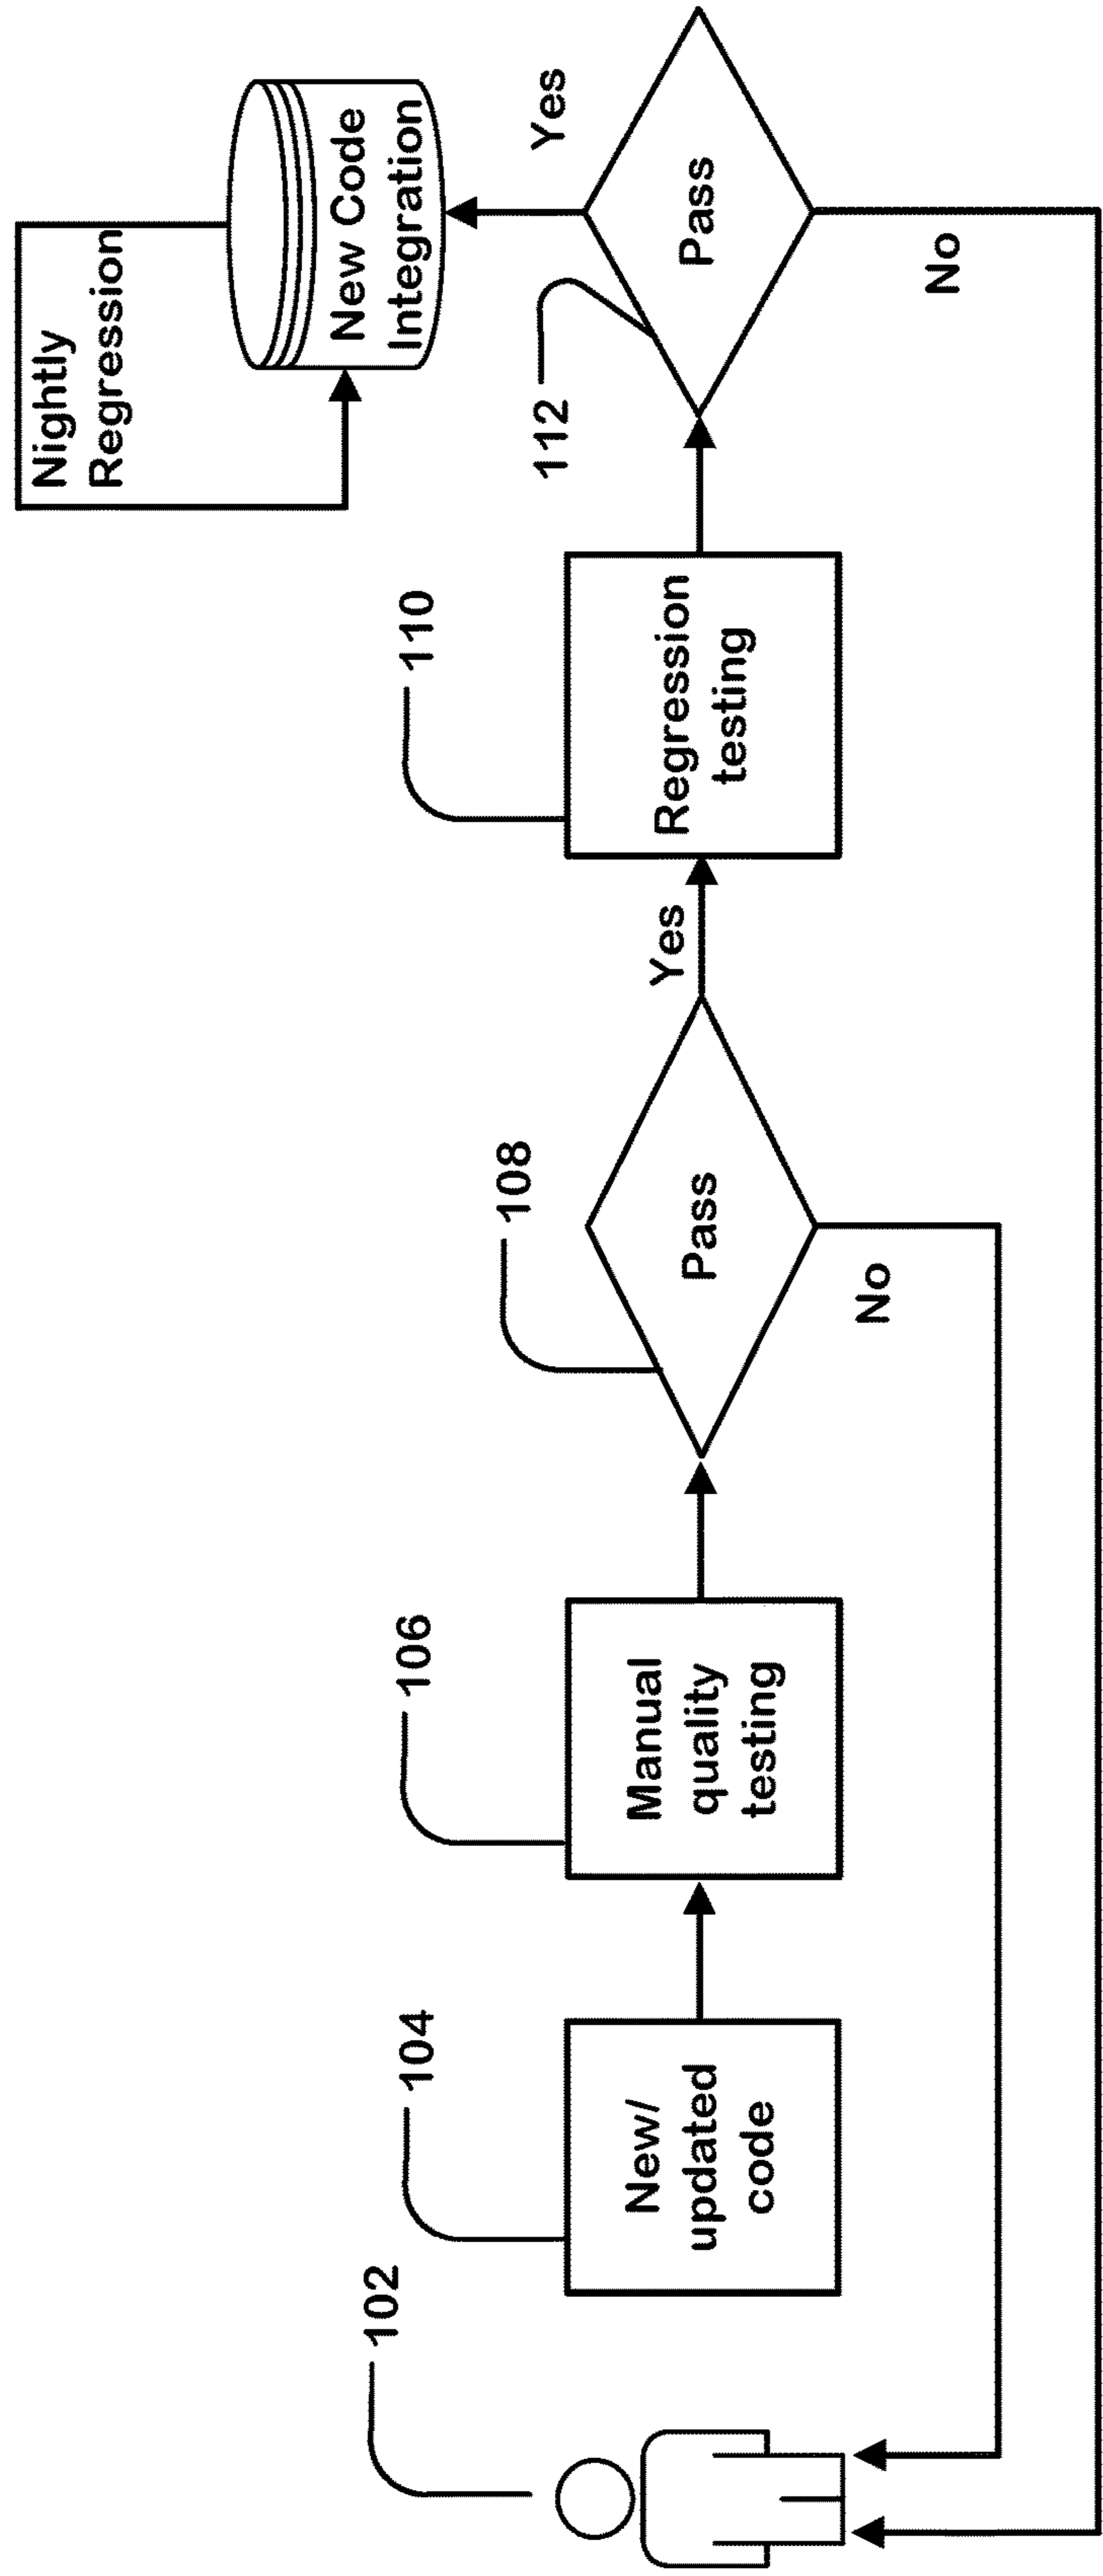 102
104
New/
updated
code
106
Manual
quality
testing
108
Pass
Yes
No
110
Regression
testing
112
Pass
Yes
No
New Code
Integration
Nightly
Regression